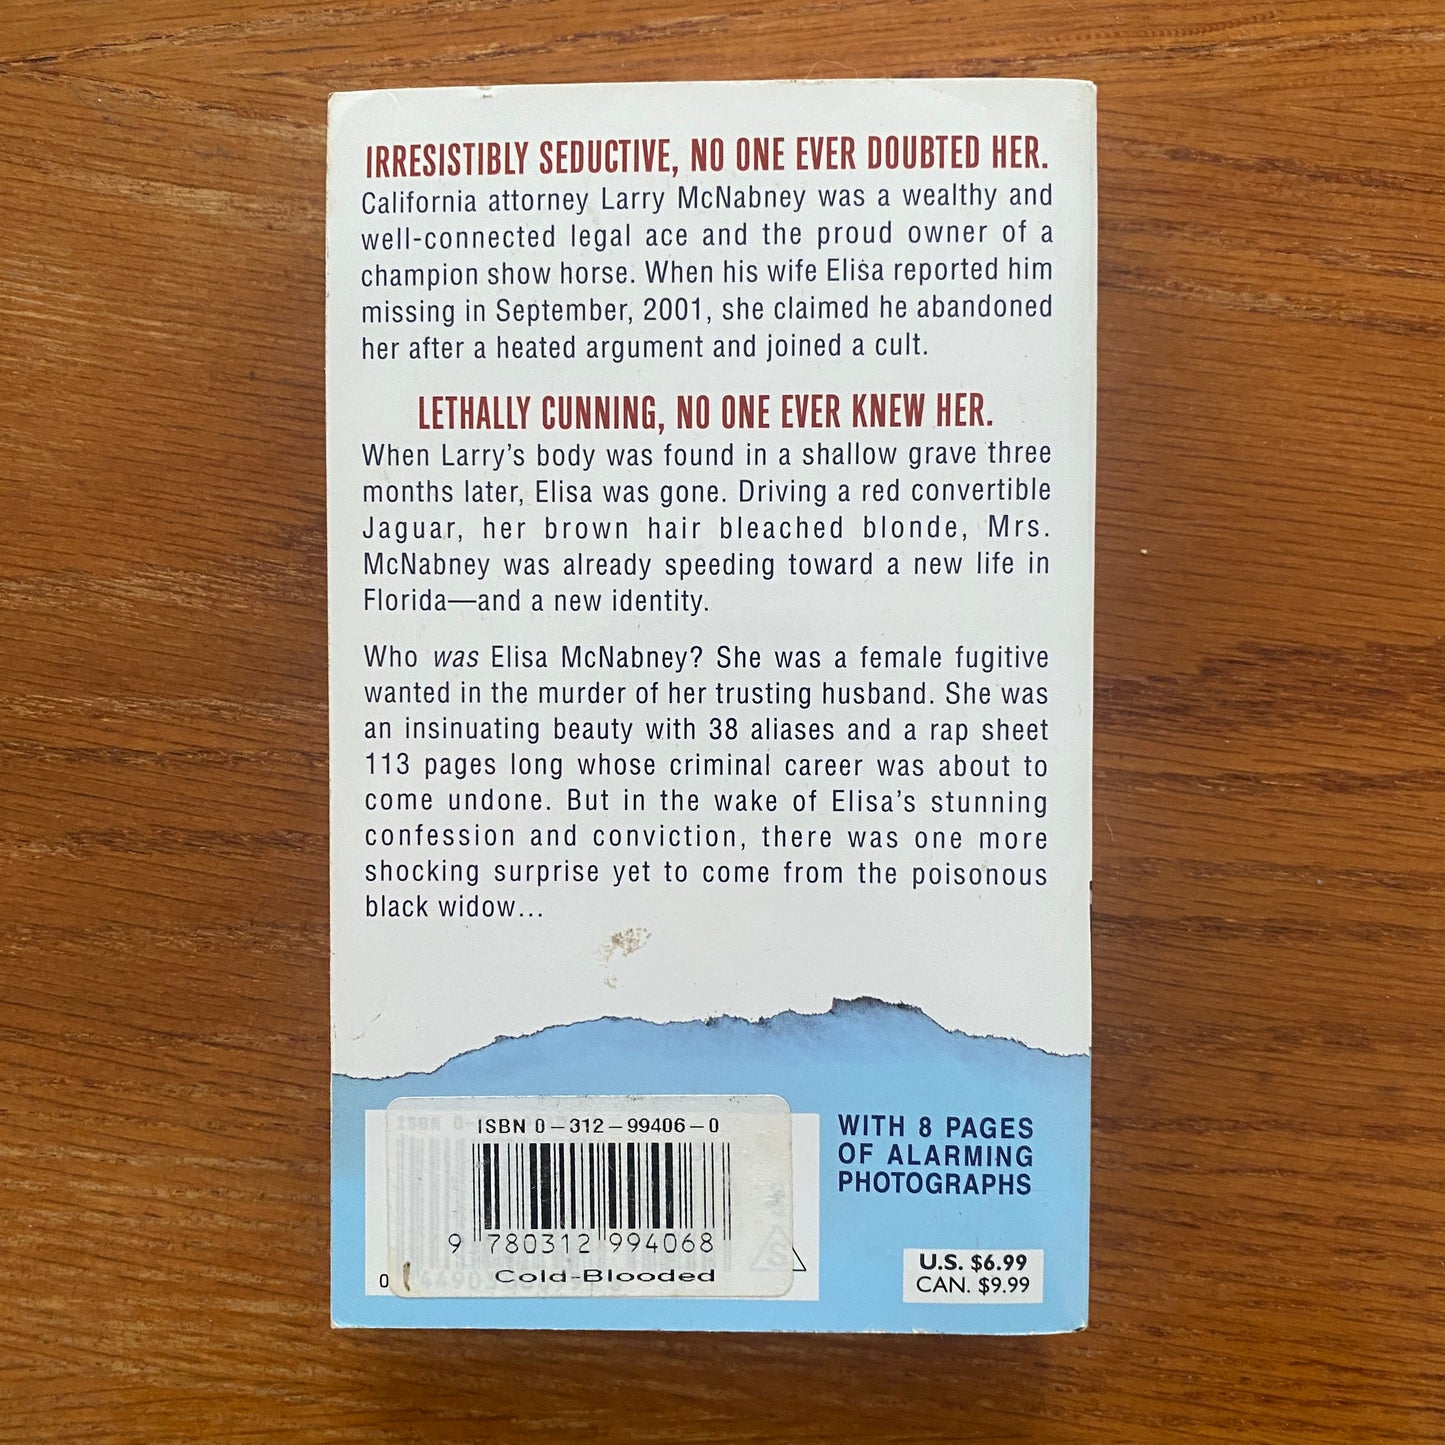 IRRESISTIBLY SEDUCTIVE, NO ONE EVER DOUBTED HER.
California attorney Larry McNabney was a wealthy and
well-connected legal ace and the proud owner of a
champion show horse. When his wife Elisa reported him
missing in September, 2001, she claimed he abandoned
her after a heated argument and joined a cult.
LETHALLY CUNNING, NO ONE EVER KNEW HER.
When Larry’s body was found in a shallow grave three
months later, Elisa was gone. Driving a red convertible
Jaguar, her brown hair bleached blonde, Mrs.
McNabney was already speeding toward a new life in
Florida—and a new identity.
Who was Elisa McNabney? She was a female fugitive
wanted in the murder of her trusting husband. She was
an insinuating beauty with 38 aliases and a rap sheet
113 pages long whose criminal career was about to
come undone. But in the wake of Elisa’s stunning
confession and conviction, there was one more
shocking surprise yet to come from the poisonous
black widow…
ISBN 0-312-99406-0
9 780312 994068
Cold-Blooded
0
S
WITH 8 PAGES
OF ALARMING
PHOTOGRAPHS
U.S. $6.99
CAN. $9.99